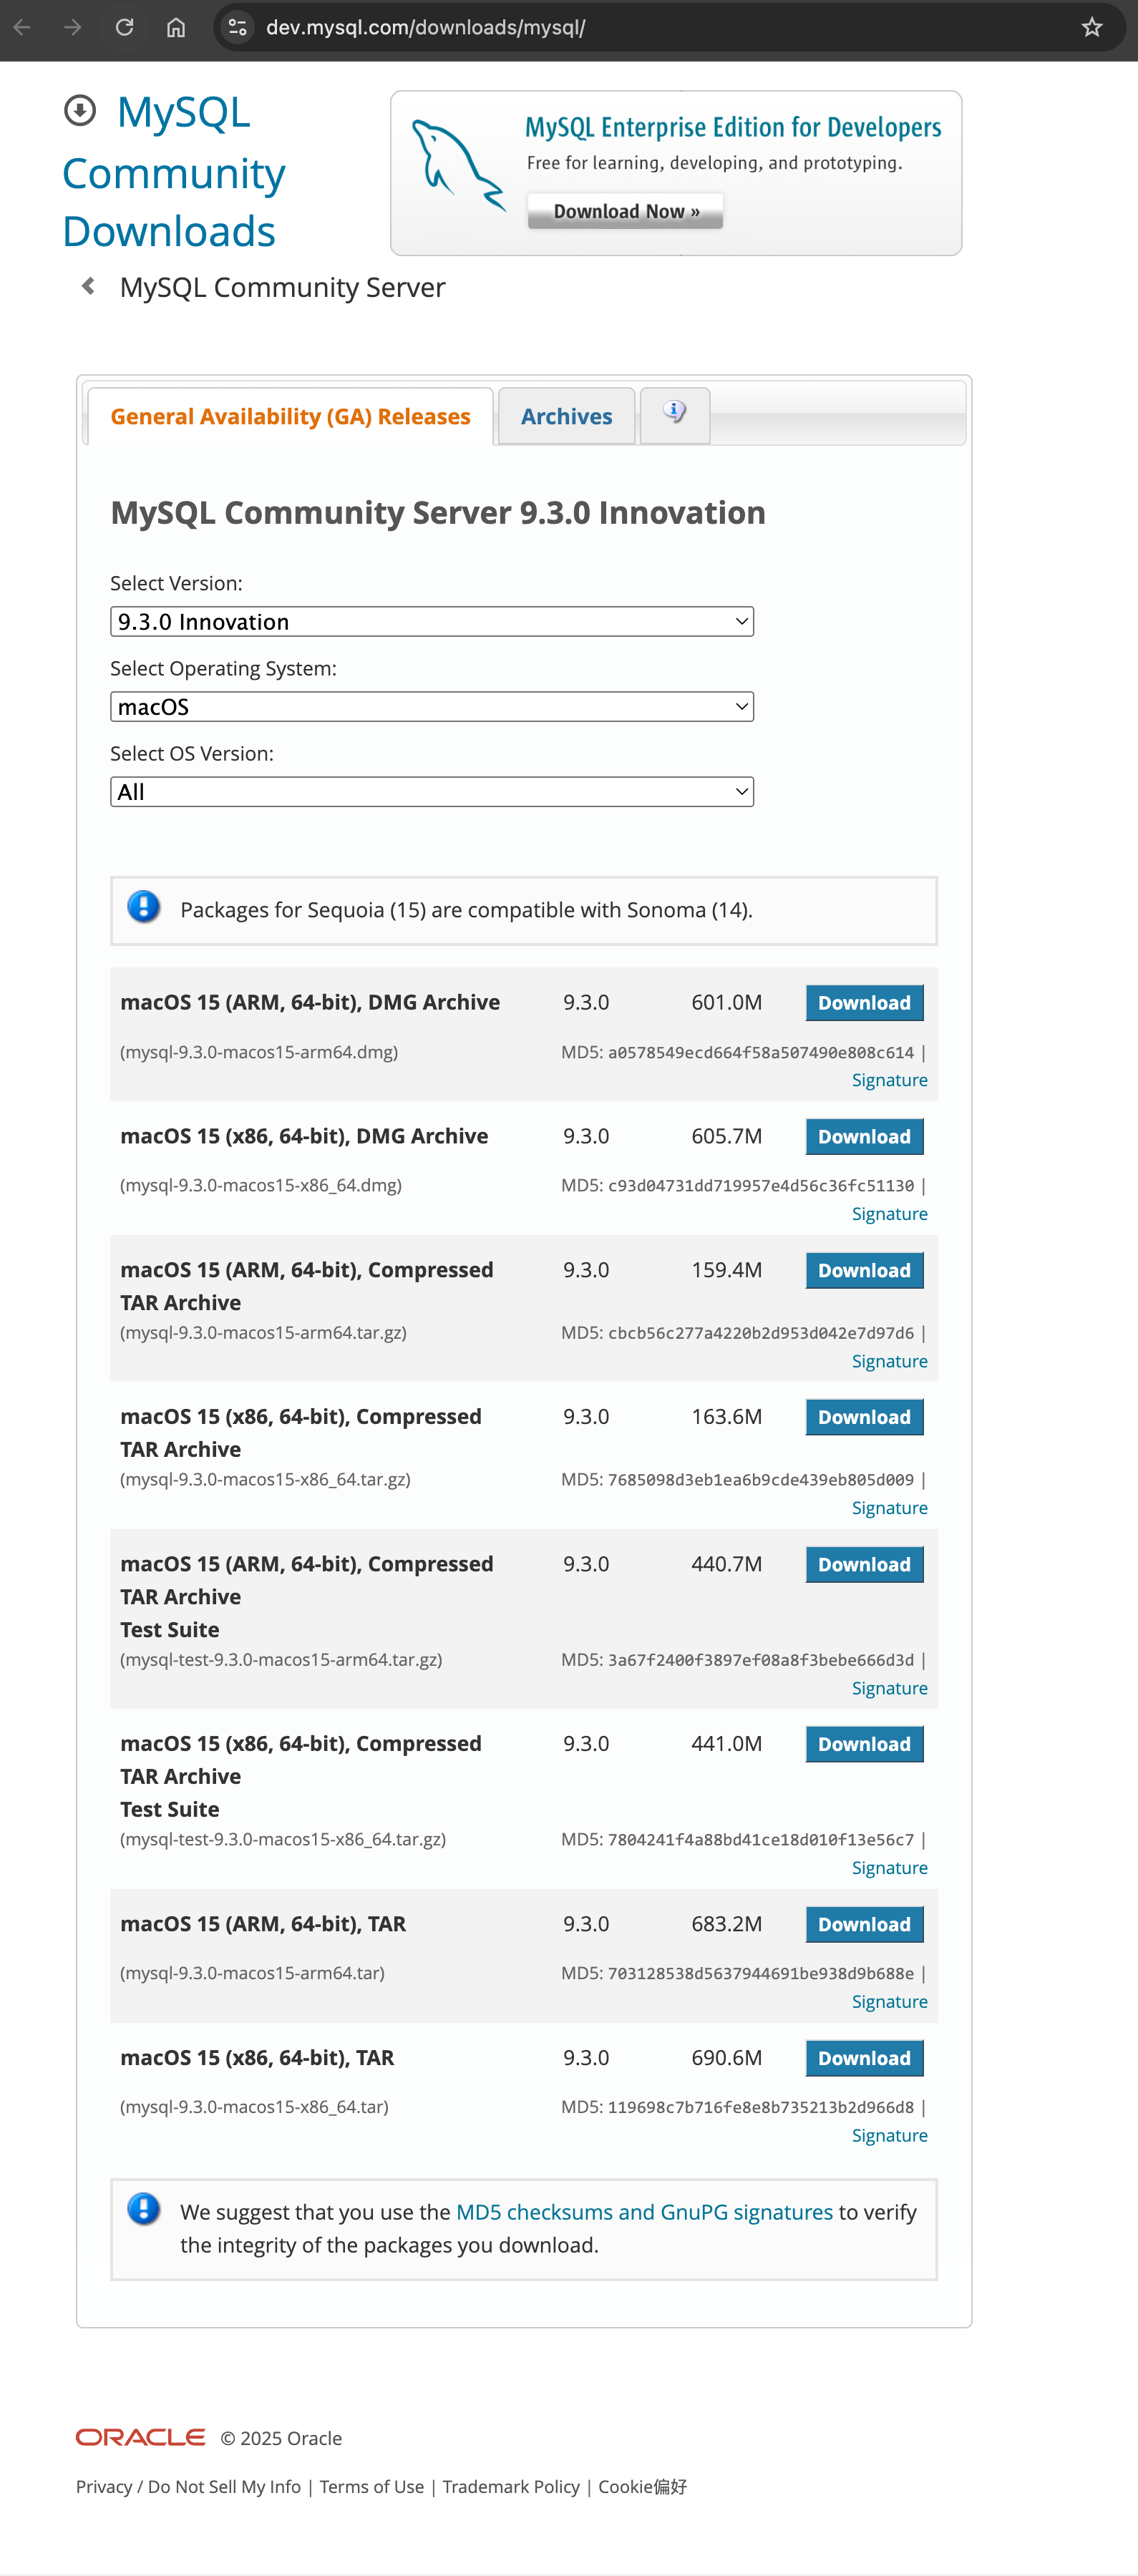 dev.mysql.com/downloads/mysql/
MySQL
Community
Downloads
MySQL Enterprise Edition for Developers
Free for learning, developing, and prototyping.
Download Now »
MySQL Community Server
General Availability (GA) Releases
Archives
MySQL Community Server 9.3.0 Innovation
Select Version:
9.3.0 Innovation
Select Operating System:
macOS
Select OS Version:
All
Packages for Sequoia (15) are compatible with Sonoma (14).
macOS 15 (ARM, 64-bit), DMG Archive 9.3.0 601.0M Download
(mysql-9.3.0-macos15-arm64.dmg) MD5: a0578549ecd664f58a507490e808c614 |
Signature
macOS 15 (x86, 64-bit), DMG Archive 9.3.0 605.7M Download
(mysql-9.3.0-macos15-x86_64.dmg) MD5: c93d04731dd719957e4d56c36fc51130 |
Signature
macOS 15 (ARM, 64-bit), Compressed 9.3.0 159.4M Download
TAR Archive
(mysql-9.3.0-macos15-arm64.tar.gz) MD5: cbcb56c277a4220b2d953d042e7d97d6 |
Signature
macOS 15 (x86, 64-bit), Compressed 9.3.0 163.6M Download
TAR Archive
(mysql-9.3.0-macos15-x86_64.tar.gz) MD5: 7685098d3eb1ea6b9cde439eb805d009 |
Signature
macOS 15 (ARM, 64-bit), Compressed 9.3.0 440.7M Download
TAR Archive
Test Suite
(mysql-test-9.3.0-macos15-arm64.tar.gz) MD5: 3a67f2400f3897ef08a8f3bebe666d3d |
Signature
macOS 15 (x86, 64-bit), Compressed 9.3.0 441.0M Download
TAR Archive
Test Suite
(mysql-test-9.3.0-macos15-x86_64.tar.gz) MD5: 7804241f4a88bd41ce18d010f13e56c7 |
Signature
macOS 15 (ARM, 64-bit), TAR 9.3.0 683.2M Download
(mysql-9.3.0-macos15-arm64.tar) MD5: 703128538d5637944691be938d9b688e |
Signature
macOS 15 (x86, 64-bit), TAR 9.3.0 690.6M Download
(mysql-9.3.0-macos15-x86_64.tar) MD5: 119698c7b716fe8e8b735213b2d966d8 |
Signature
We suggest that you use the MD5 checksums and GnuPG signatures to verify
the integrity of the packages you download.
ORACLE © 2025 Oracle
Privacy / Do Not Sell My Info | Terms of Use | Trademark Policy | Cookie偏好